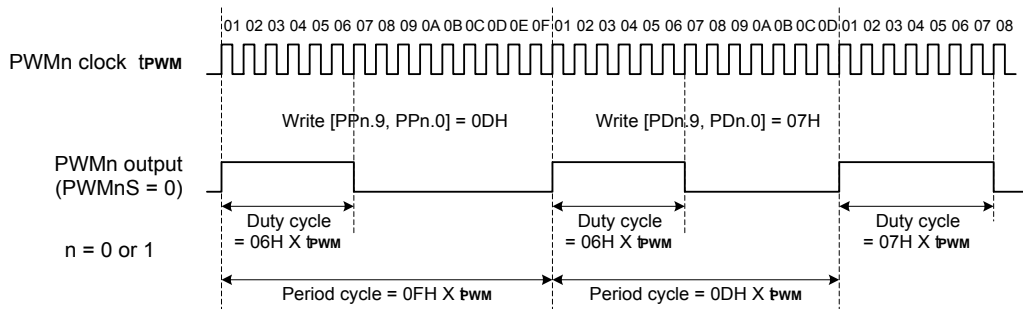 01 02 03 04 05 06 07 08 09 0A 0B 0C 0D 0E 0F 01 02 03 04 05 06 07 08 09 0A 0B 0C 0D 01 02 03 04 05 06 07 08
PWMn clock tPWM
Write [PPn.9, PPn.0] = 0DH
Write [PDn.9, PDn.0] = 07H
PWMn output
(PWMnS = 0)
Duty cycle
= 06H X tPWM
Duty cycle
= 06H X tPWM
Duty cycle
= 07H X tPWM
n = 0 or 1
Period cycle = 0FH X tPWM
Period cycle = 0DH X tPWM